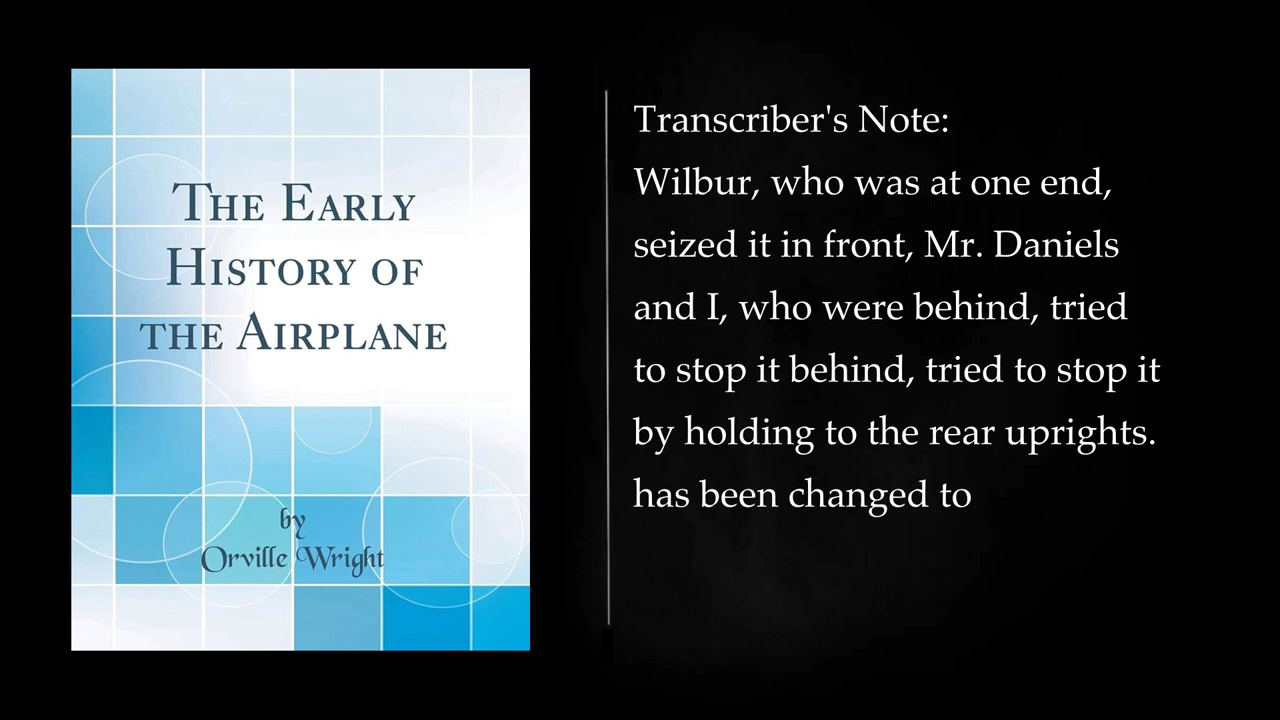 The Early
History of
the Airplane
by
Orville Wright
Transcriber's Note:
Wilbur, who was at one end,
seized it in front, Mr. Daniels
and I, who were behind, tried
to stop it behind, tried to stop it
by holding to the rear uprights.
has been changed to